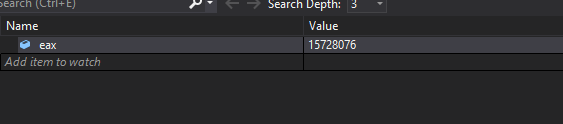 Search (Ctrl+E) Search Depth: 3
Name Value
eax 15728076
Add item to watch